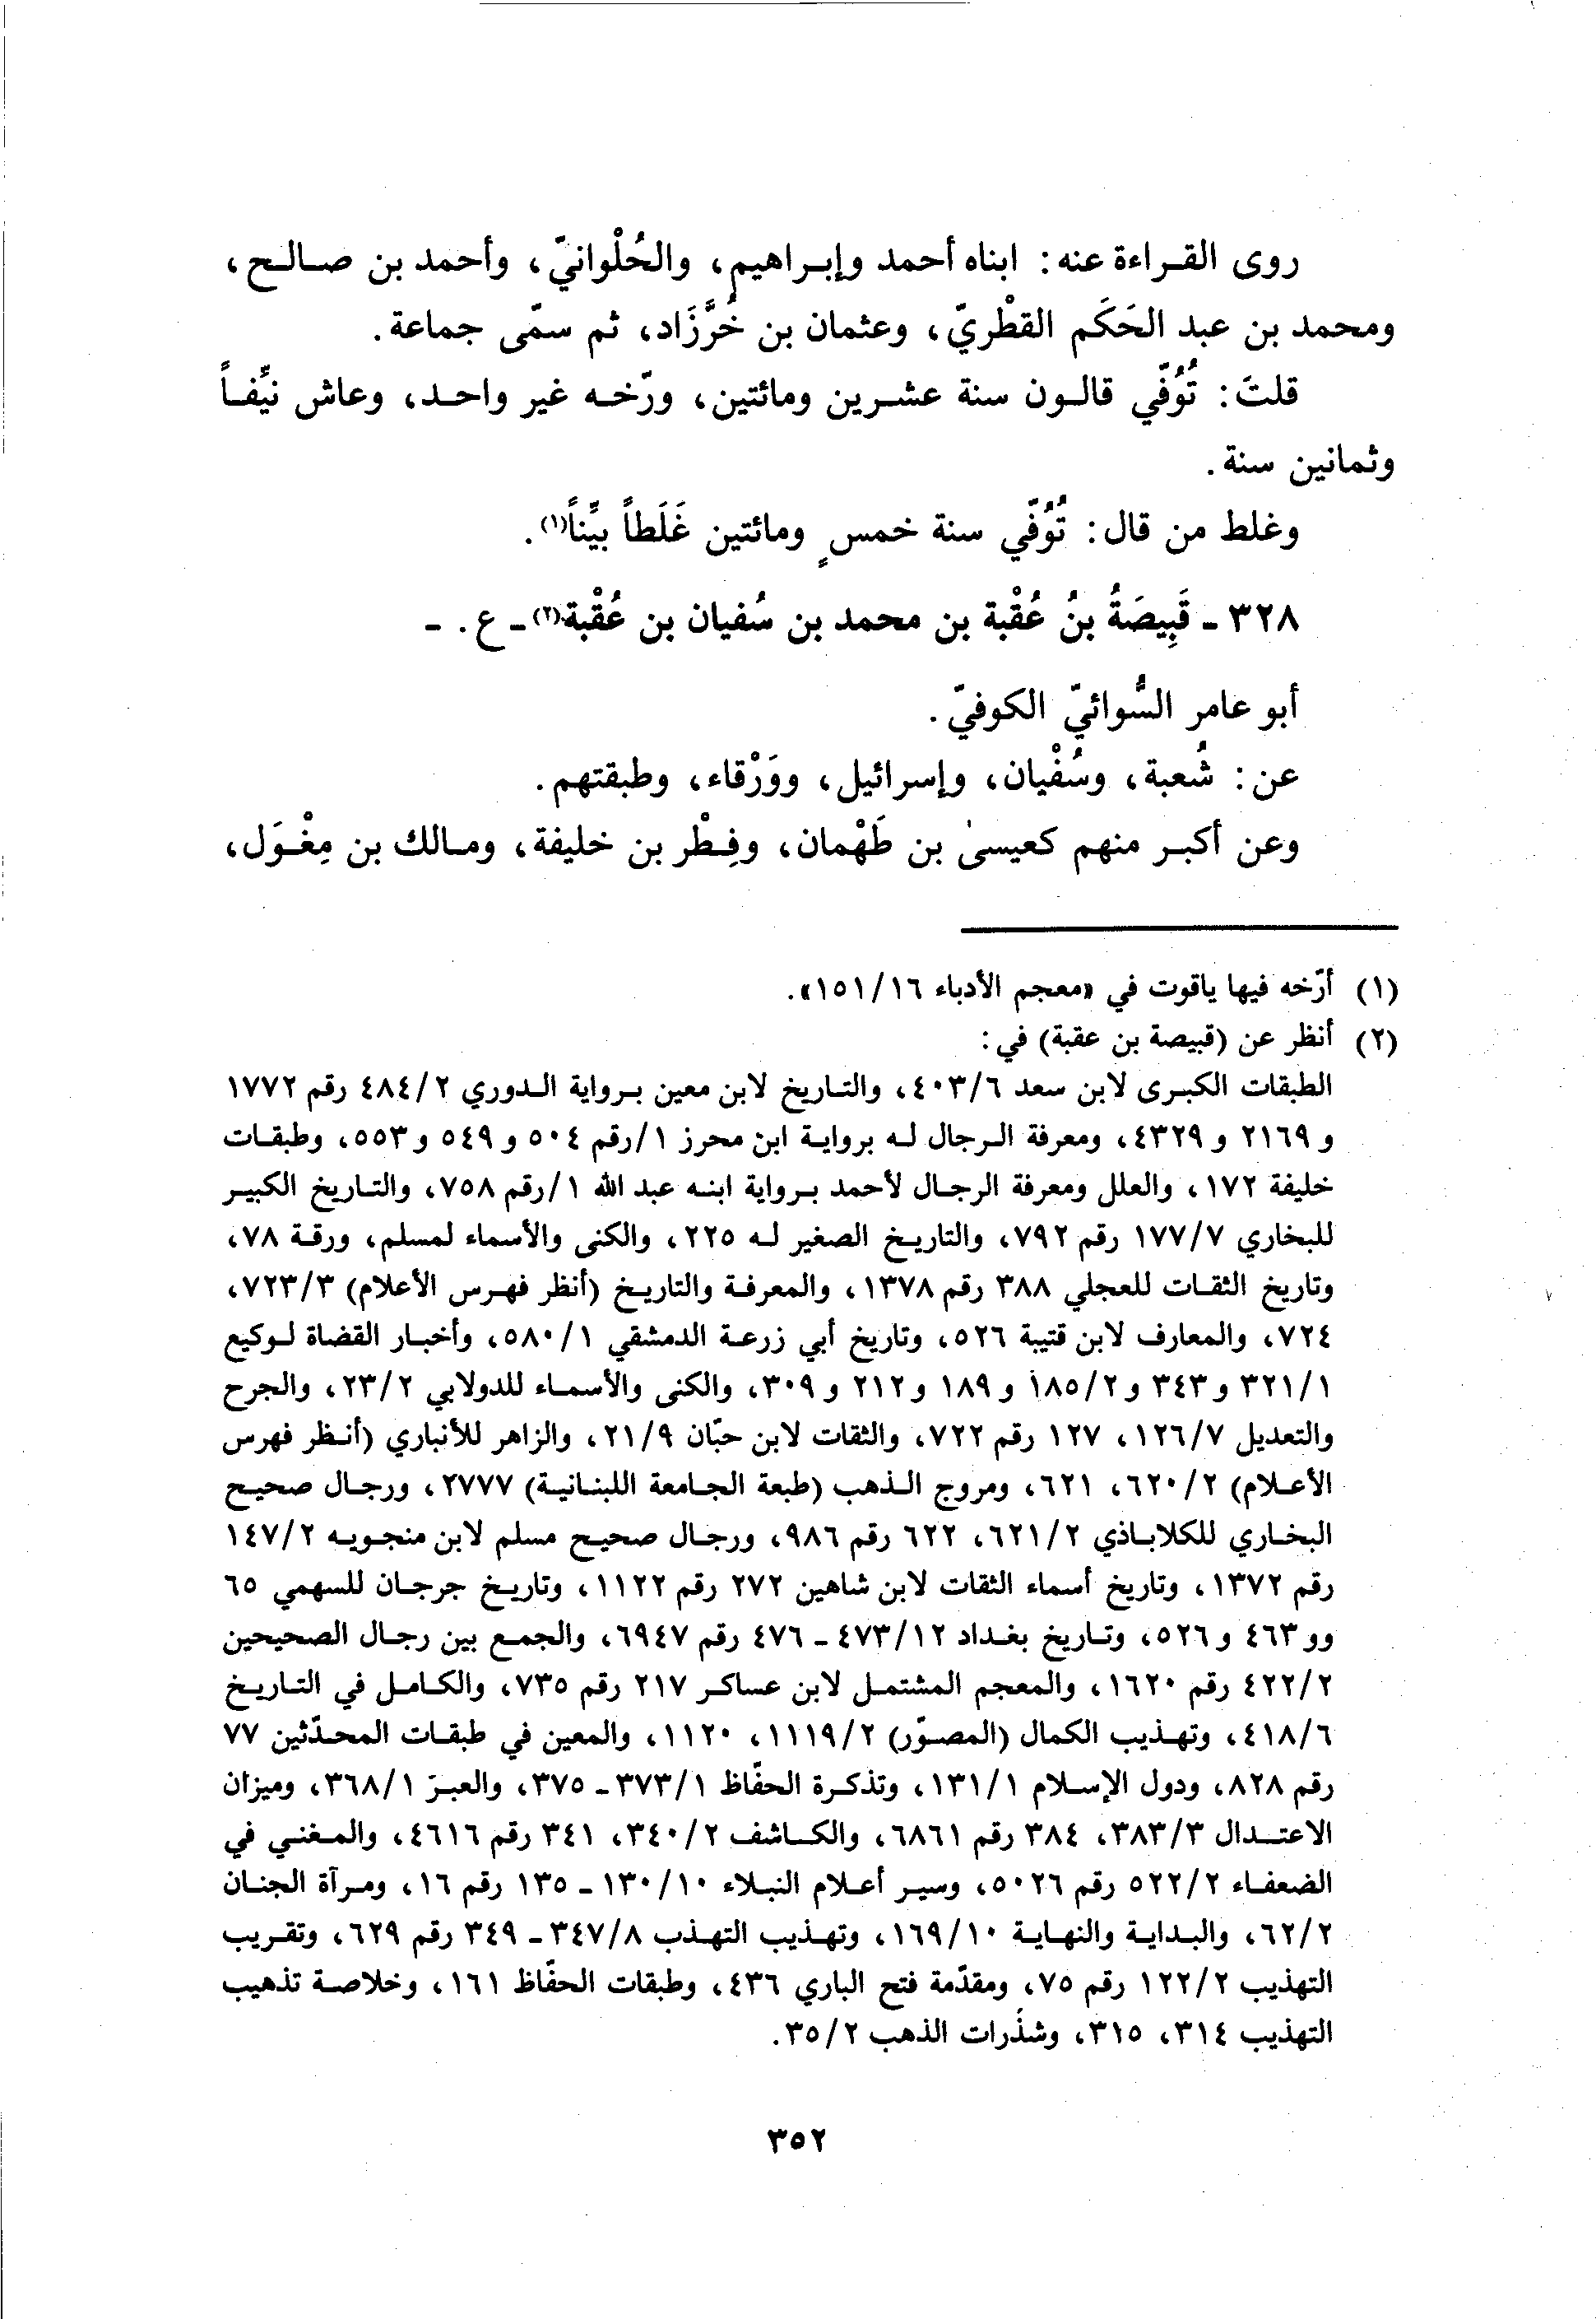 روى القراءة عنه: ابناه أحمد وإبراهيم، والحُلْوانيّ، وأحمد بن صالح،
ومحمد بن عبد الحَكَم القطْريّ، وعثمان بن خُرَّزَاد، ثم سمّى جماعة.
قلتَ: تُوُفّي قالون سنة عشرين ومائتين، ورّخه غير واحد، وعاش نيِّفاً
وثمانين سنة.
وغلط من قال: تُوُفّي سنة خمسٍ ومائتين غَلَطاً بيِّناً(١).
٣٢٨ - قَبِيصَةُ بنُ عُقْبة بن محمد بن سُفيان بن عُقْبة(٢) - ع. -
أبو عامر السُّوائيّ الكوفيّ.
عن: شُعبة، وسُفْيان، وإسرائيل، ووَرْقاء، وطبقتهم.
وعن أكبر منهم كعيسىٰ بن طَهْمان، وفِطْر بن خليفة، ومالك بن مِغْوَل،
(١) أرّخه فيها ياقوت في «معجم الأدباء ١٥١/١٦».
(٢) أنظر عن (قبيصة بن عقبة) في:
الطبقات الكبرى لابن سعد ٤٠٣/٦، والتاريخ لابن معين برواية الدوري ٤٨٤/٢ رقم ١٧٧٢
و ٢١٦٩ و ٤٣٢٩، ومعرفة الرجال له برواية ابن محرز ١/رقم ٥٠٤ و ٥٤٩ و ٥٥٣، وطبقات
خليفة ١٧٢، والعلل ومعرفة الرجال لأحمد برواية ابنه عبد الله ١/رقم ٧٥٨، والتاريخ الكبير
للبخاري ١٧٧/٧ رقم ٧٩٢، والتاريخ الصغير له ٢٢٥، والكنى والأسماء لمسلم، ورقة ٧٨،
وتاريخ الثقات للعجلي ٣٨٨ رقم ١٣٧٨، والمعرفة والتاريخ (أنظر فهرس الأعلام) ٧٢٣/٣،
٧٢٤، والمعارف لابن قتيبة ٥٢٦، وتاريخ أبي زرعة الدمشقي ٥٨٠/١، وأخبار القضاة لوكيع
٣٢١/١ و ٣٤٣ و ١٨٥/٢ و ١٨٩ و ٢١٢ و ٣٠٩، والكنى والأسماء للدولابي ٢٣/٢، والجرح
والتعديل ١٢٦/٧، ١٢٧ رقم ٧٢٢، والثقات لابن حبّان ٢١/٩، والزاهر للأنباري (أنظر فهرس
الأعلام) ٦٢٠/٢، ٦٢١، ومروج الذهب (طبعة الجامعة اللبنانية) ٢٧٧٧، ورجال صحيح
البخاري للكلاباذي ٦٢١/٢، ٦٢٢ رقم ٩٨٦، ورجال صحيح مسلم لابن منجويه ١٤٧/٢
رقم ١٣٧٢، وتاريخ أسماء الثقات لابن شاهين ٢٧٢ رقم ١١٢٢، وتاريخ جرجان للسهمي ٦٥
وو ٤٦٣ و ٥٢٦، وتاريخ بغداد ٤٧٣/١٢ - ٤٧٦ رقم ٦٩٤٧، والجمع بين رجال الصحيحين
٤٢٢/٢ رقم ١٦٢٠، والمعجم المشتمل لابن عساكر ٢١٧ رقم ٧٣٥، والكامل في التاريخ
٤١٨/٦، وتهذيب الكمال (المصوّر) ١١١٩/٢، ١١٢٠، والمعين في طبقات المحدّثين ٧٧
رقم ٨٢٨، ودول الإسلام ١٣١/١، وتذكرة الحفّاظ ٣٧٣/١ - ٣٧٥، والعبر ٣٦٨/١، وميزان
الاعتدال ٣٨٣/٣، ٣٨٤ رقم ٦٨٦١، والكاشف ٣٤٠/٢، ٣٤١ رقم ٤٦١٦، والمغني في
الضعفاء ٥٢٢/٢ رقم ٥٠٢٦، وسير أعلام النبلاء ١٣٠/١٠ - ١٣٥ رقم ١٦، ومرآة الجنان
٦٢/٢، والبداية والنهاية ١٦٩/١٠، وتهذيب التهذب ٣٤٧/٨ - ٣٤٩ رقم ٦٢٩، وتقريب
التهذيب ١٢٢/٢ رقم ٧٥، ومقدّمة فتح الباري ٤٣٦، وطبقات الحفّاظ ١٦١، وخلاصة تذهيب
التهذيب ٣١٤، ٣١٥، وشذرات الذهب ٣٥/٢.
٣٥٢